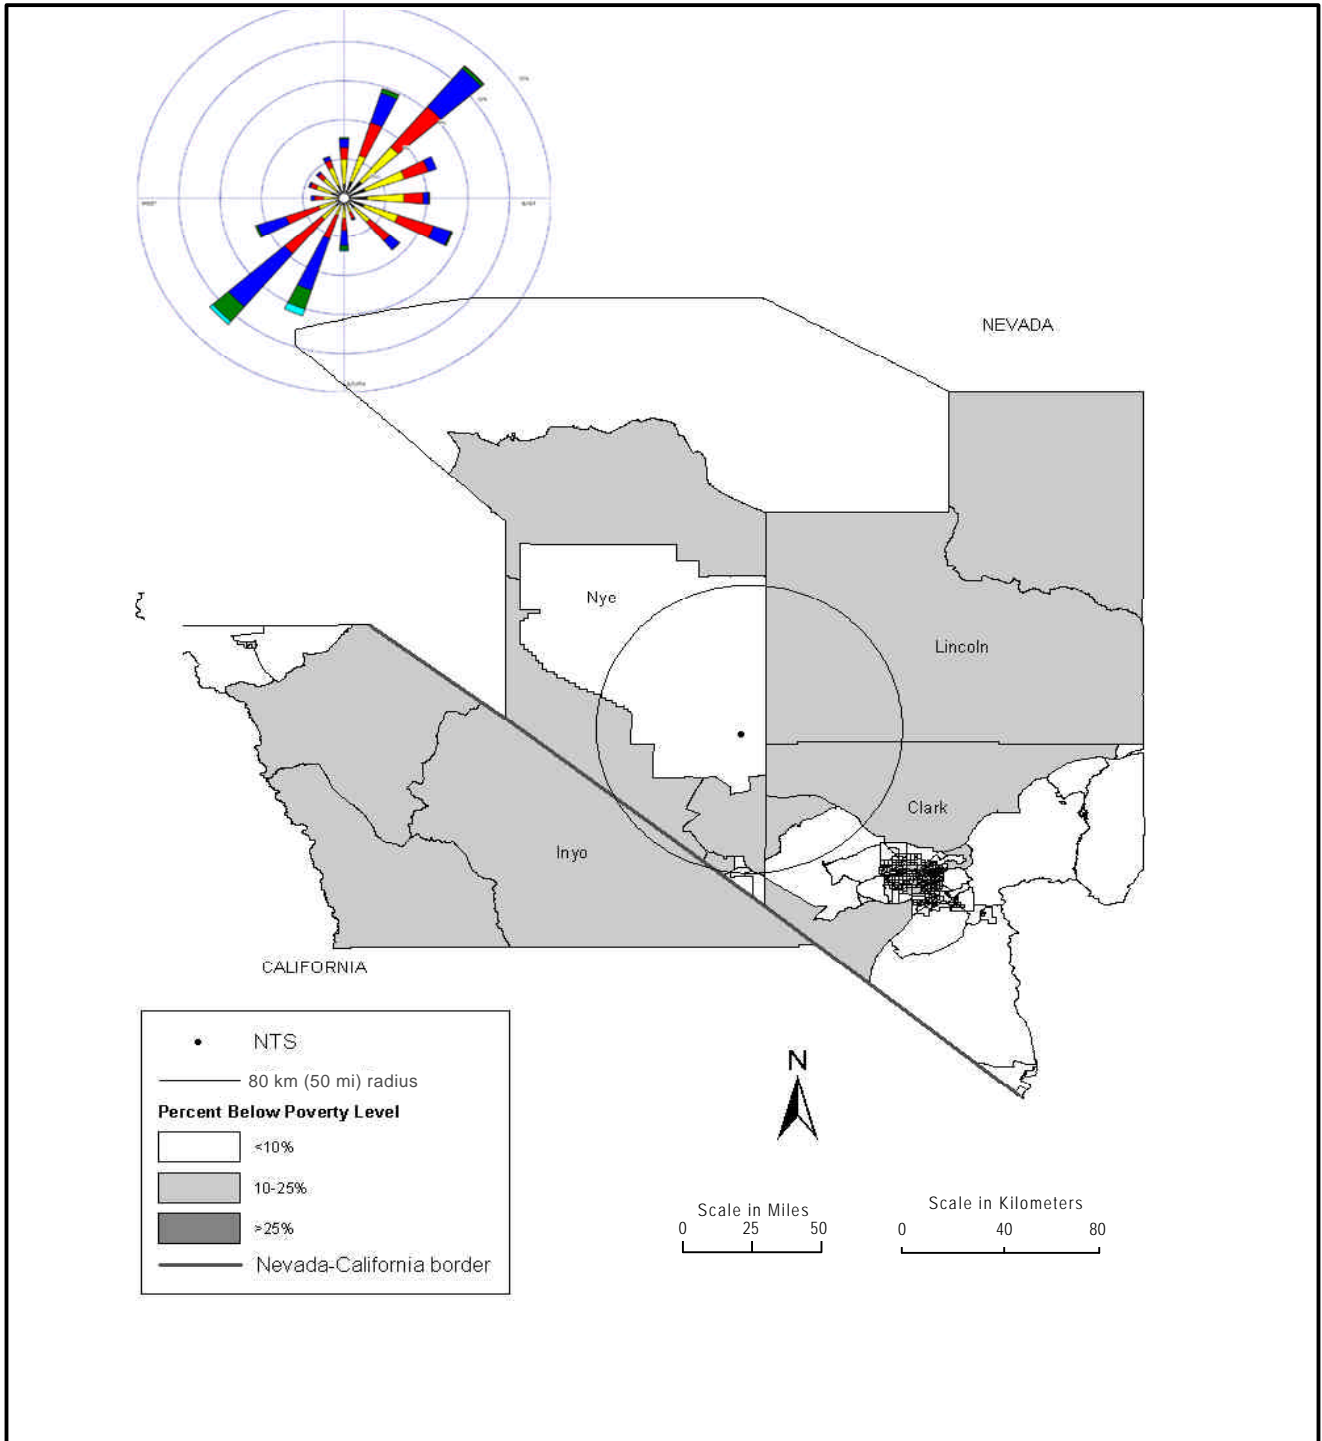 NEVADA
Nye
Lincoln
Clark
Inyo
CALIFORNIA
NTS
80 km (50 mi) radius
Percent Below Poverty Level
<10%
10-25%
>25%
Nevada-California border
N
Scale in Miles
0 25 50
Scale in Kilometers
0 40 80